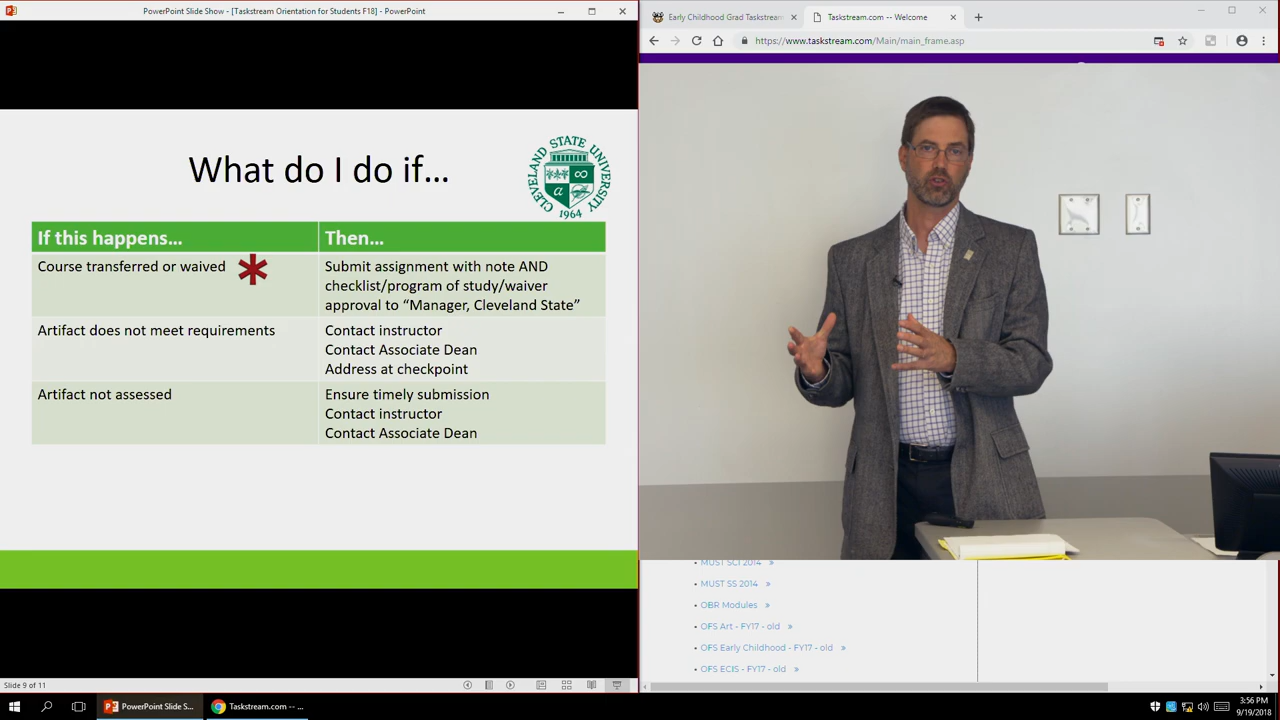 PowerPoint Slide Show - [Taskstream Orientation for Students F18] - PowerPoint
Early Childhood Grad Taskstream
Taskstream.com -- Welcome
https://www.taskstream.com/Main/main_frame.asp
What do I do if...
CLEVELAND STATE UNIVERSITY
1964
If this happens...
Then...
Course transferred or waived
Submit assignment with note AND
checklist/program of study/waiver
approval to “Manager, Cleveland State”
Artifact does not meet requirements
Contact instructor
Contact Associate Dean
Address at checkpoint
Artifact not assessed
Ensure timely submission
Contact instructor
Contact Associate Dean
MUST SCI 2014 »
• MUST SS 2014 »
• OBR Modules »
• OFS Art - FY17 - old »
• OFS Early Childhood - FY17 - old »
• OFS ECIS - FY17 - old »
Slide 9 of 11
PowerPoint Slide S...
Taskstream.com -- ...
3:56 PM
9/19/2018